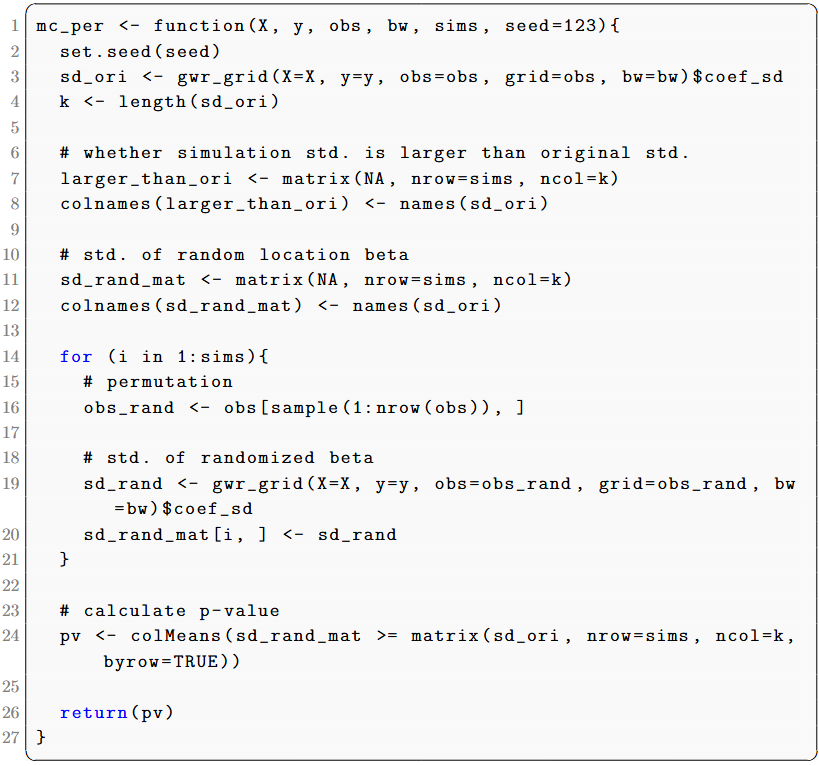 1 mc_per <- function(X, y, obs, bw, sims, seed=123){
2   set.seed(seed)
3   sd_ori <- gwr_grid(X=X, y=y, obs=obs, grid=obs, bw=bw)$coef_sd
4   k <- length(sd_ori)
5
6   # whether simulation std. is larger than original std.
7   larger_than_ori <- matrix(NA, nrow=sims, ncol=k)
8   colnames(larger_than_ori) <- names(sd_ori)
9
10   # std. of random location beta
11   sd_rand_mat <- matrix(NA, nrow=sims, ncol=k)
12   colnames(sd_rand_mat) <- names(sd_ori)
13
14   for (i in 1:sims){
15     # permutation
16     obs_rand <- obs[sample(1:nrow(obs)), ]
17
18     # std. of randomized beta
19     sd_rand <- gwr_grid(X=X, y=y, obs=obs_rand, grid=obs_rand, bw
=bw)$coef_sd
20     sd_rand_mat[i, ] <- sd_rand
21   }
22
23   # calculate p-value
24   pv <- colMeans(sd_rand_mat >= matrix(sd_ori, nrow=sims, ncol=k,
byrow=TRUE))
25
26   return(pv)
27 }